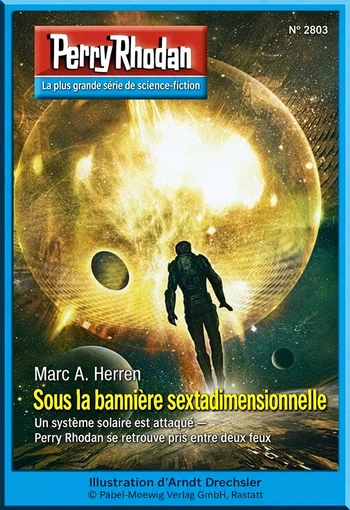 Nº 2803
Perry Rhodan
La plus grande série de science-fiction
Marc A. Herren
Sous la bannière sextadimensionnelle
Un système solaire est attaqué –
Perry Rhodan se retrouve pris entre deux feux
Illustration d'Arndt Drechsler
© Pabel-Moewig Verlag GmbH, Rastatt